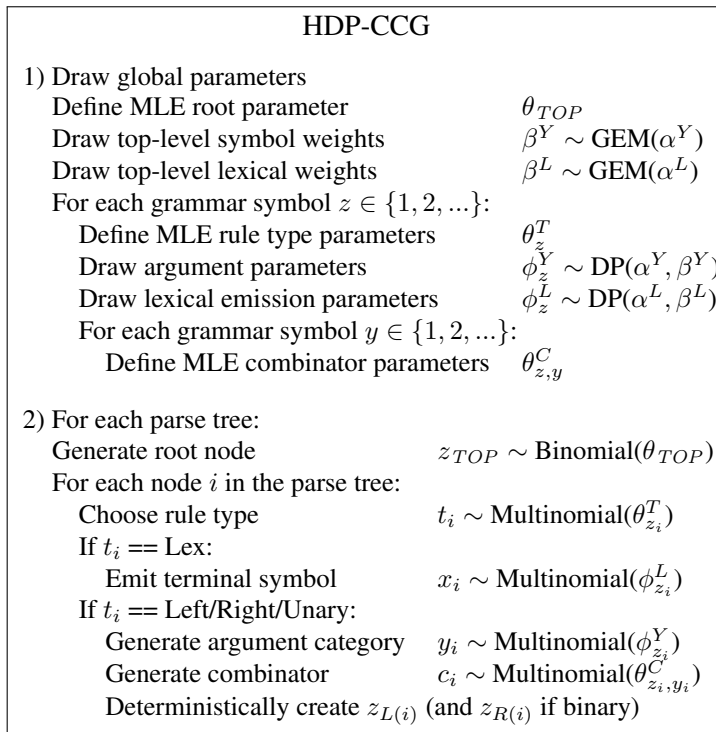 HDP-CCG
1) Draw global parameters
Define MLE root parameter θ_{TOP}
Draw top-level symbol weights β^Y ∼ GEM(α^Y)
Draw top-level lexical weights β^L ∼ GEM(α^L)
For each grammar symbol z ∈ {1, 2, ...}:
Define MLE rule type parameters θ^T_z
Draw argument parameters φ^Y_z ∼ DP(α^Y, β^Y)
Draw lexical emission parameters φ^L_z ∼ DP(α^L, β^L)
For each grammar symbol y ∈ {1, 2, ...}:
Define MLE combinator parameters θ^C_{z,y}
2) For each parse tree:
Generate root node z_{TOP} ∼ Binomial(θ_{TOP})
For each node i in the parse tree:
Choose rule type t_i ∼ Multinomial(θ^T_{z_i})
If t_i == Lex:
Emit terminal symbol x_i ∼ Multinomial(φ^L_{z_i})
If t_i == Left/Right/Unary:
Generate argument category y_i ∼ Multinomial(φ^Y_{z_i})
Generate combinator c_i ∼ Multinomial(θ^C_{z_i,y_i})
Deterministically create z_{L(i)} (and z_{R(i)} if binary)